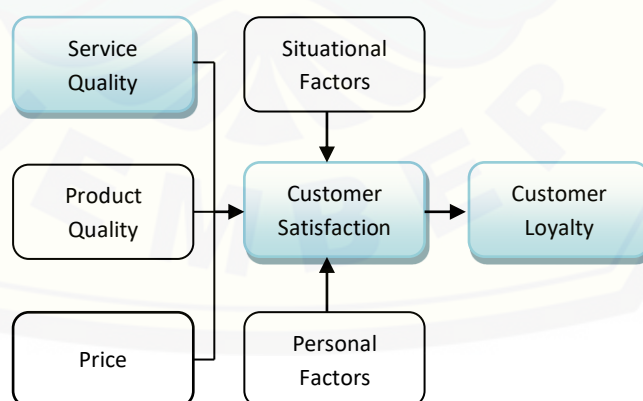 Service
Quality
Situational
Factors
Product
Quality
Customer
Satisfaction
Customer
Loyalty
Price
Personal
Factors